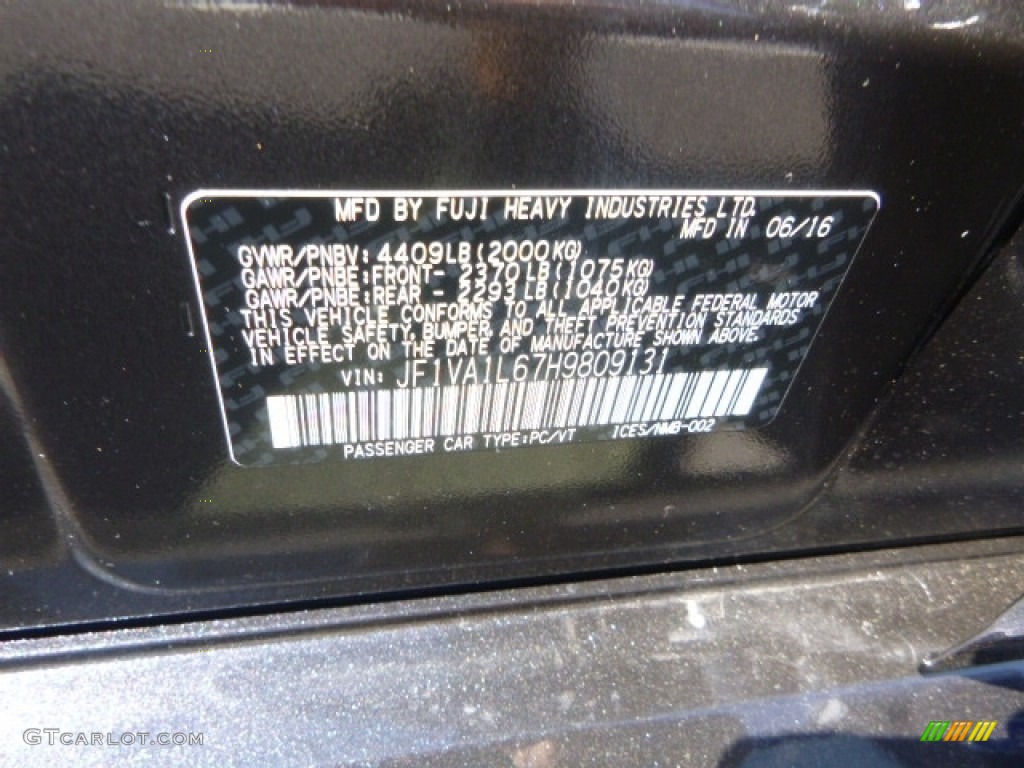 MFD BY FUJI HEAVY INDUSTRIES LTD.
MFD IN 06/16
GVWR/PNBV: 4409LB(2000KG)
GAWR/PNBE:FRONT- 2370LB(1075KG)
GAWR/PNBE:REAR - 2293LB(1040KG)
THIS VEHICLE CONFORMS TO ALL APPLICABLE FEDERAL MOTOR
VEHICLE SAFETY, BUMPER, AND THEFT PREVENTION STANDARDS
IN EFFECT ON THE DATE OF MANUFACTURE SHOWN ABOVE.
VIN: JF1VA1L67H9809131
PASSENGER CAR TYPE:PC/VT ICES/NMB-002
GTCARLOT.COM